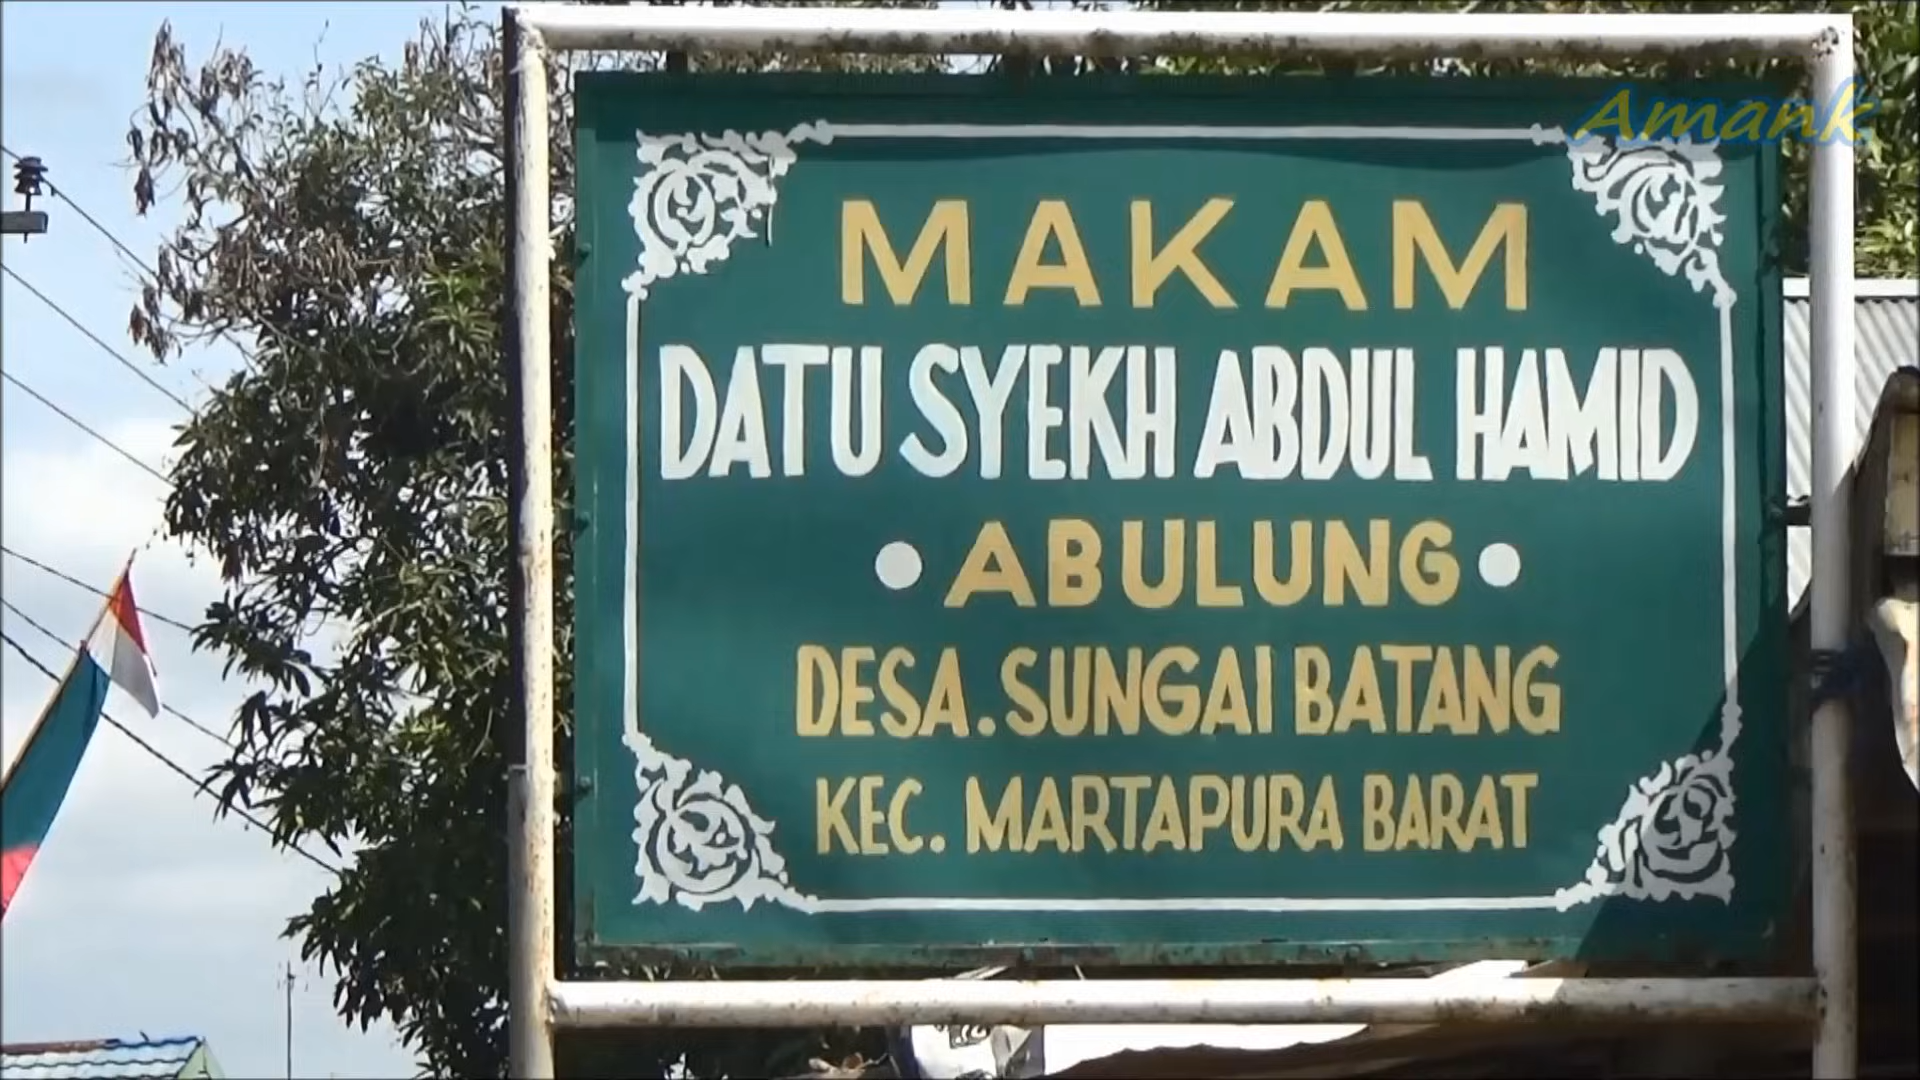 Amank
MAKAM
DATU SYEKH ABDUL HAMID
• ABULUNG •
DESA. SUNGAI BATANG
KEC. MARTAPURA BARAT